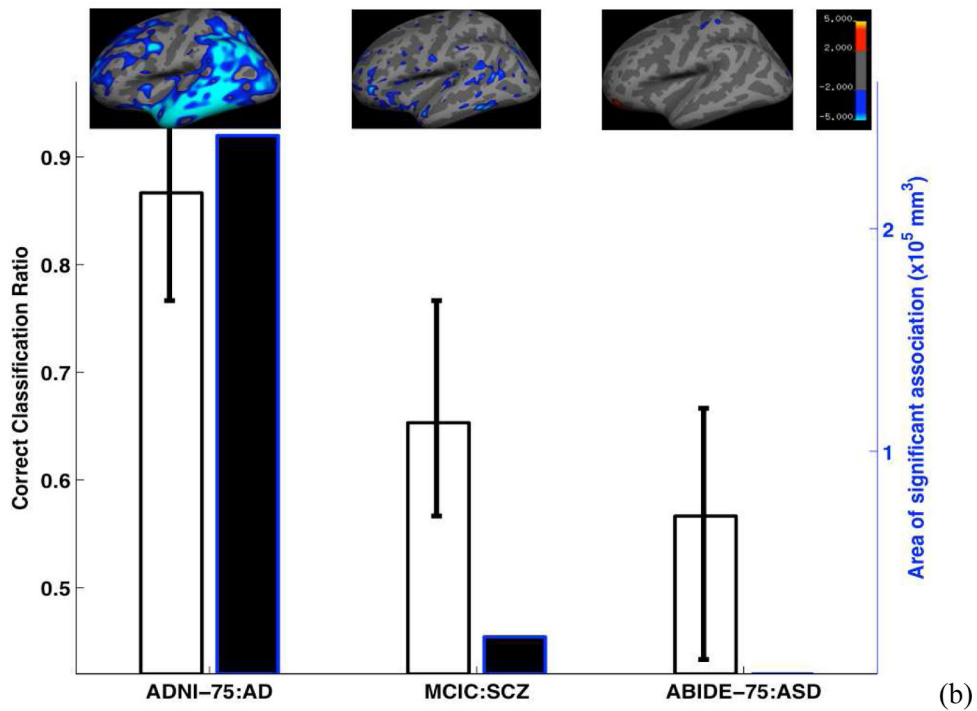 5.000
2.000
-2.000
-5.000
0.9
0.8
0.7
0.6
0.5
Correct Classification Ratio
2
1
Area of significant association (x10⁵ mm³)
ADNI–75:AD
MCIC:SCZ
ABIDE–75:ASD
(b)